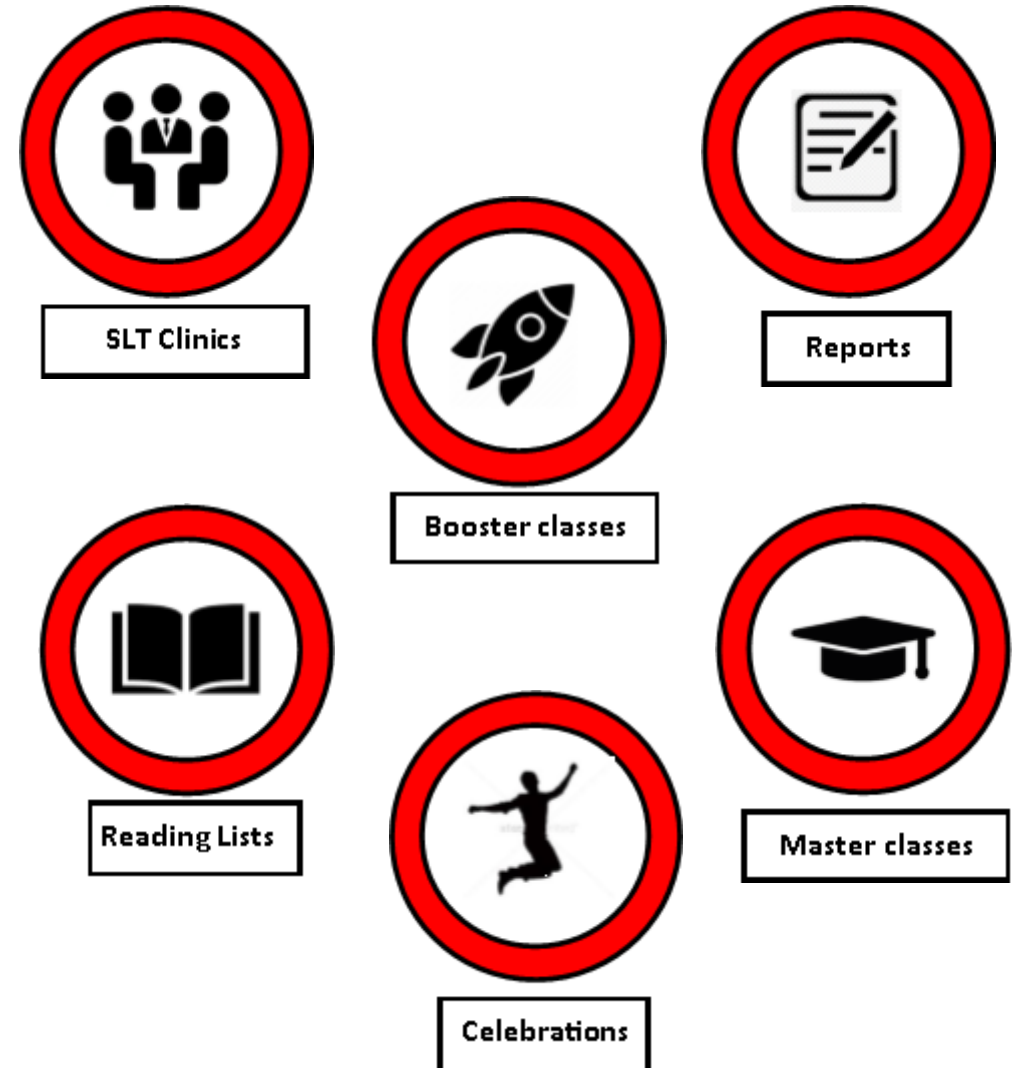 SLT Clinics
Reports
Booster classes
Reading Lists
Master classes
Celebrations